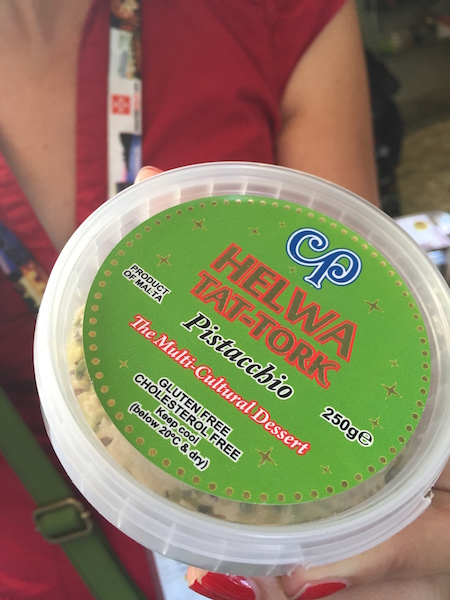 CP
HELWA
TAT-TORK
Pistacchio
PRODUCT
OF MALTA
The Multi-Cultural Dessert
250g℮
GLUTEN FREE
CHOLESTEROL FREE
Keep cool
(below 20ºC & dry)